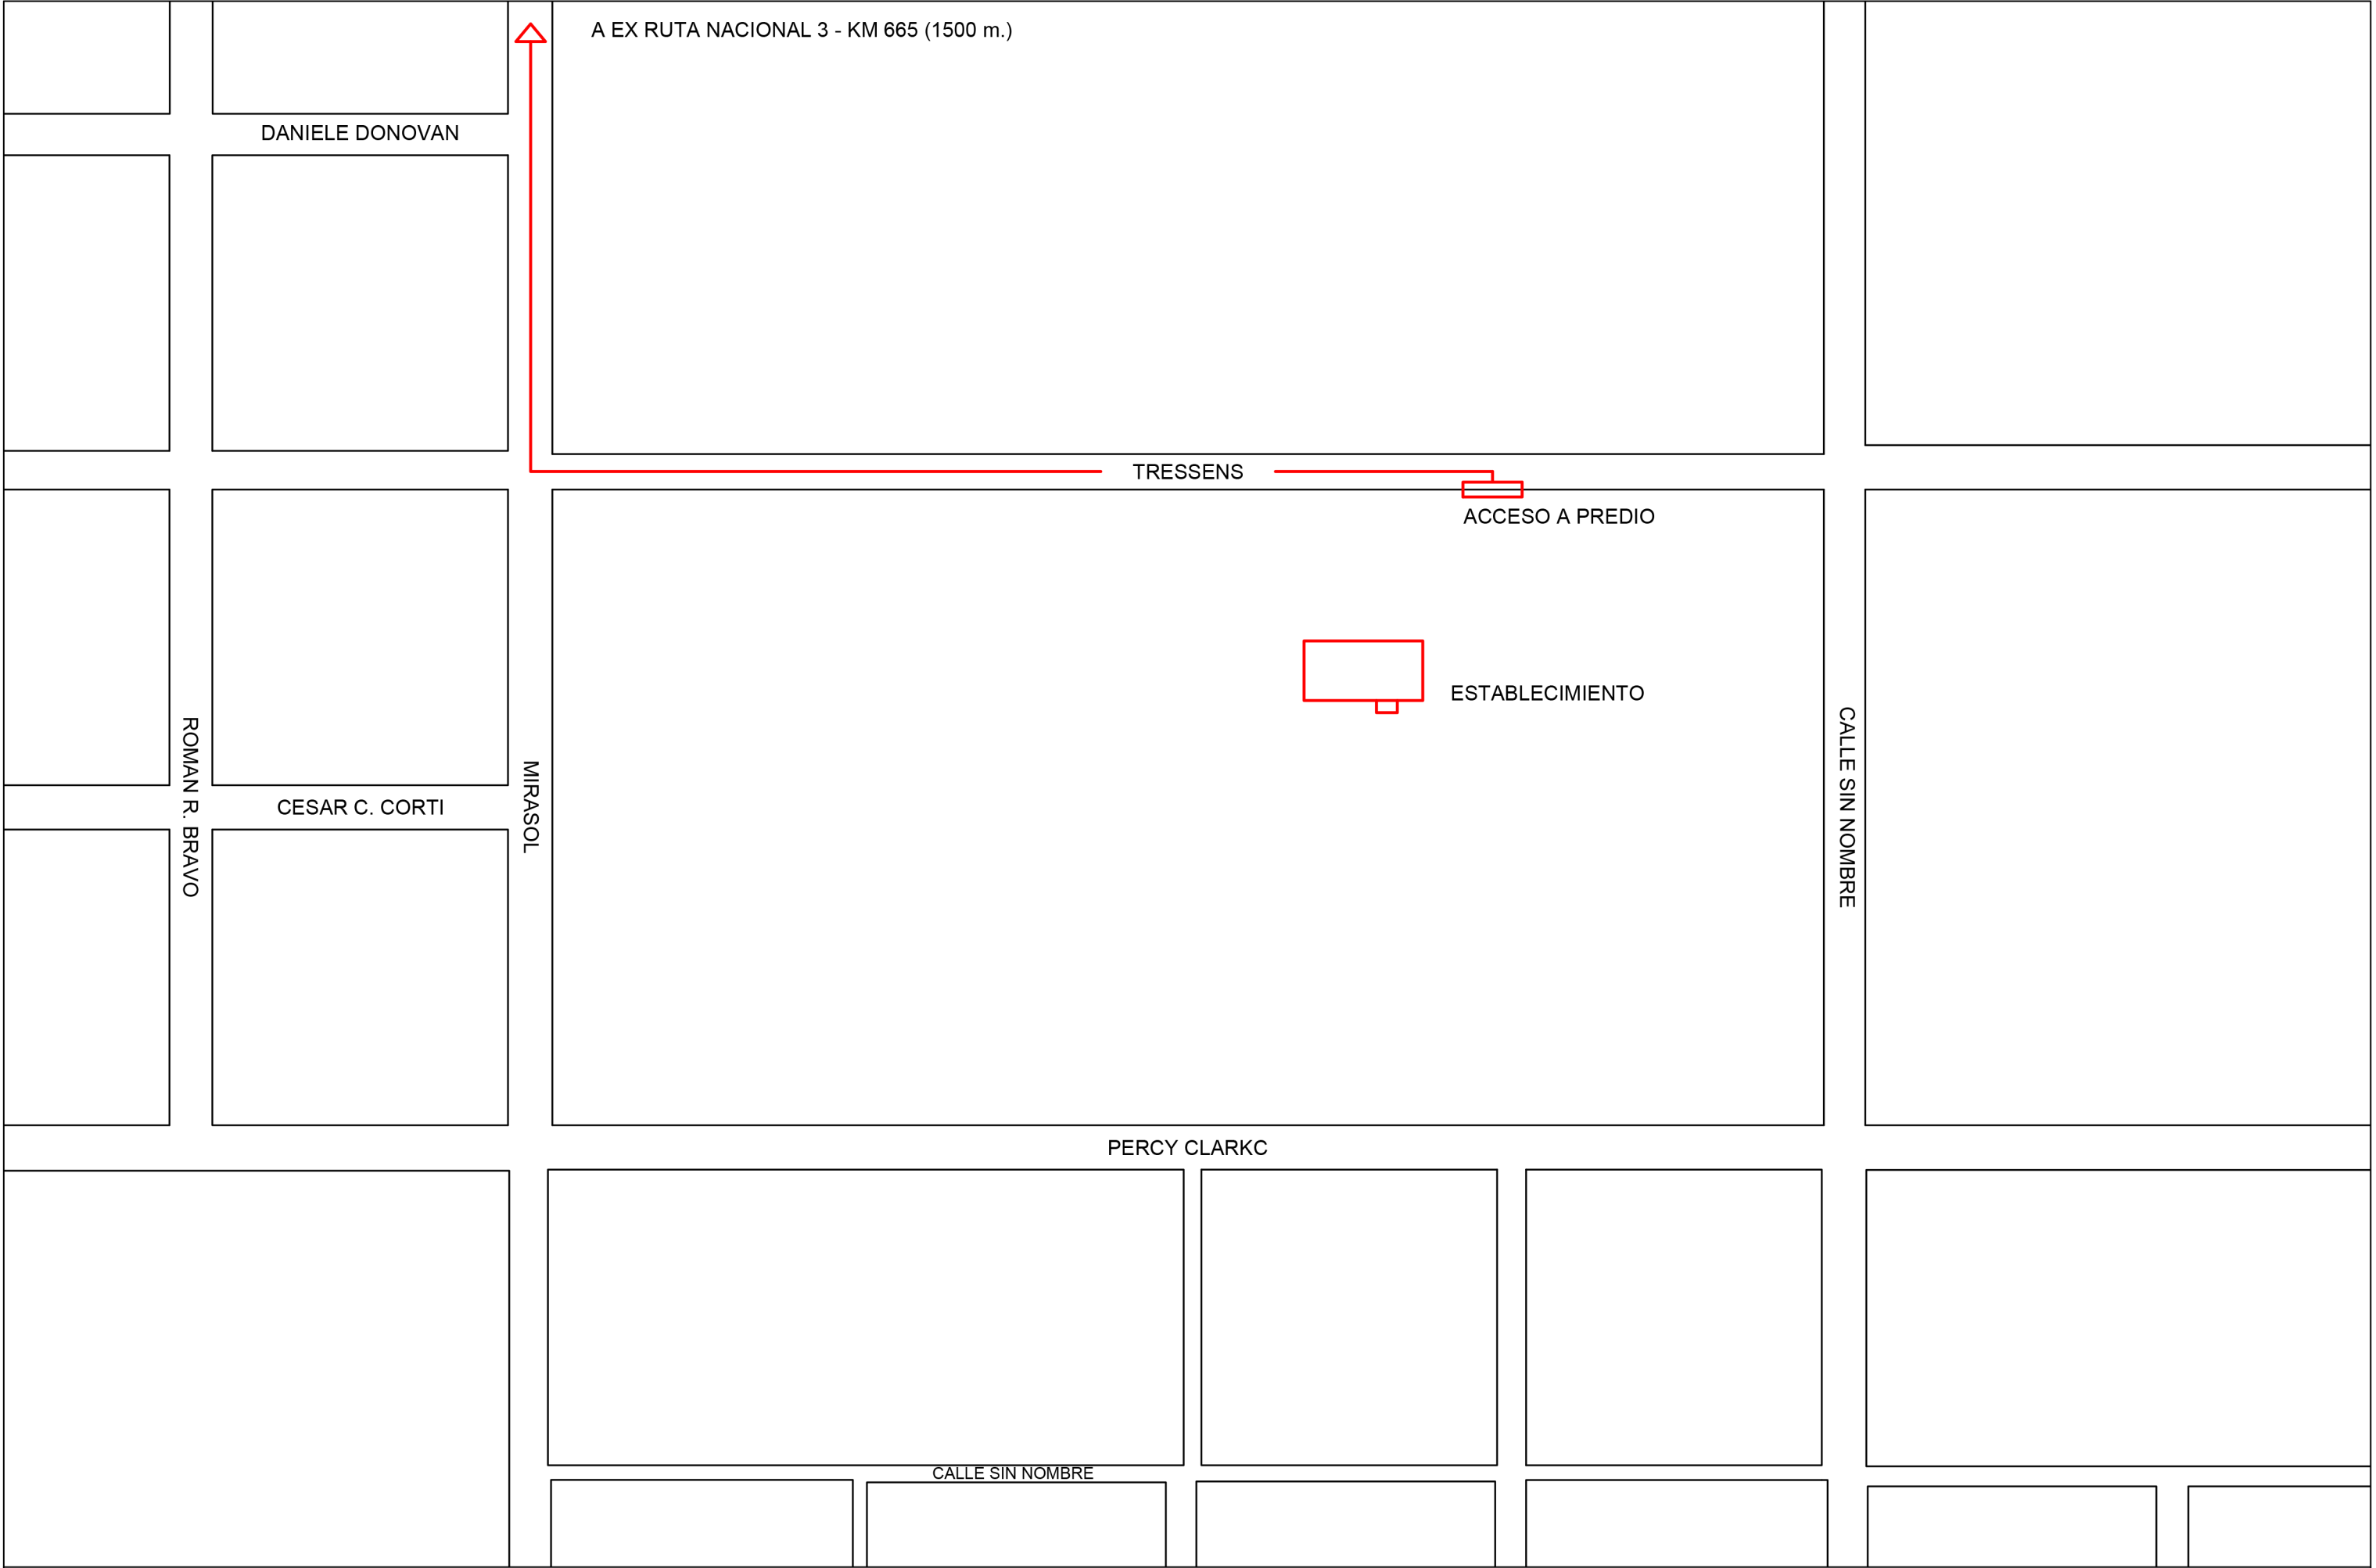 A EX RUTA NACIONAL 3 - KM 665 (1500 m.)
DANIELE DONOVAN
TRESSENS
ACCESO A PREDIO
ESTABLECIMIENTO
ROMAN R. BRAVO
CESAR C. CORTI
MIRASOL
CALLE SIN NOMBRE
PERCY CLARKC
CALLE SIN NOMBRE